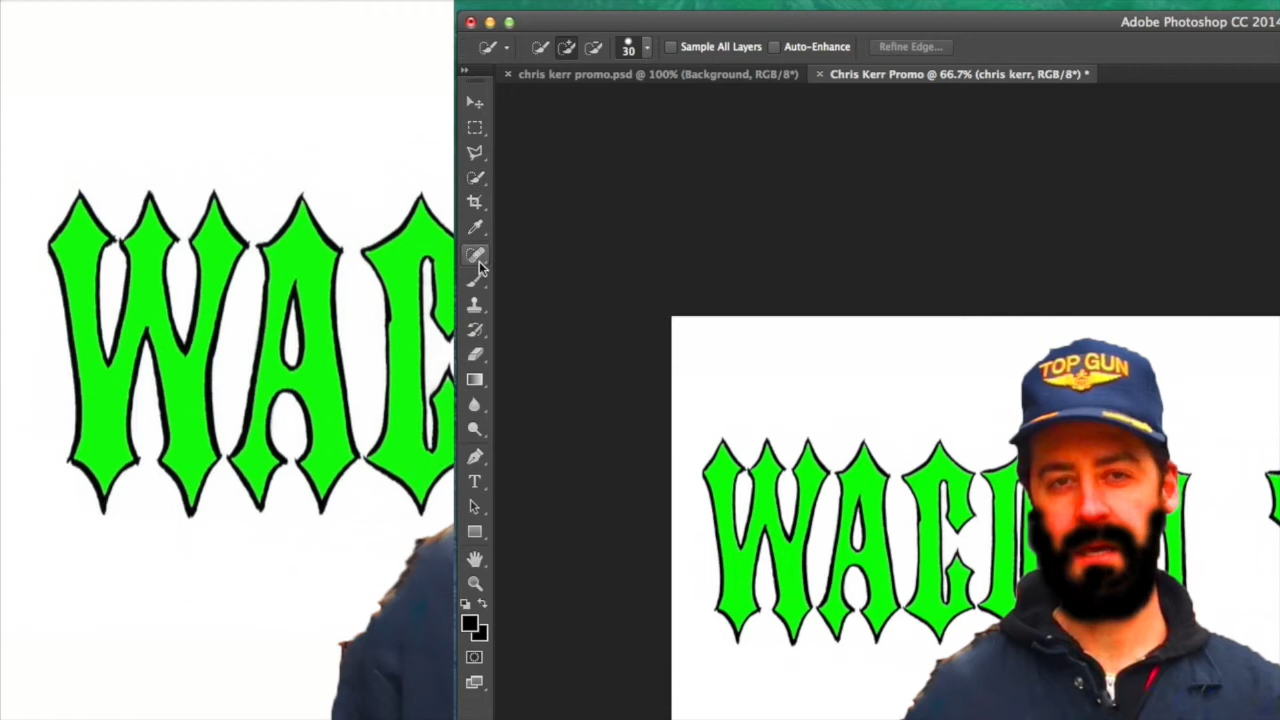 Adobe Photoshop CC 2014
30
Sample All Layers
Auto-Enhance
Refine Edge...
chris kerr promo.psd @ 100% (Background, RGB/8*)
Chris Kerr Promo @ 66.7% (chris kerr, RGB/8*) *
WAC
TOP GUN
WACO